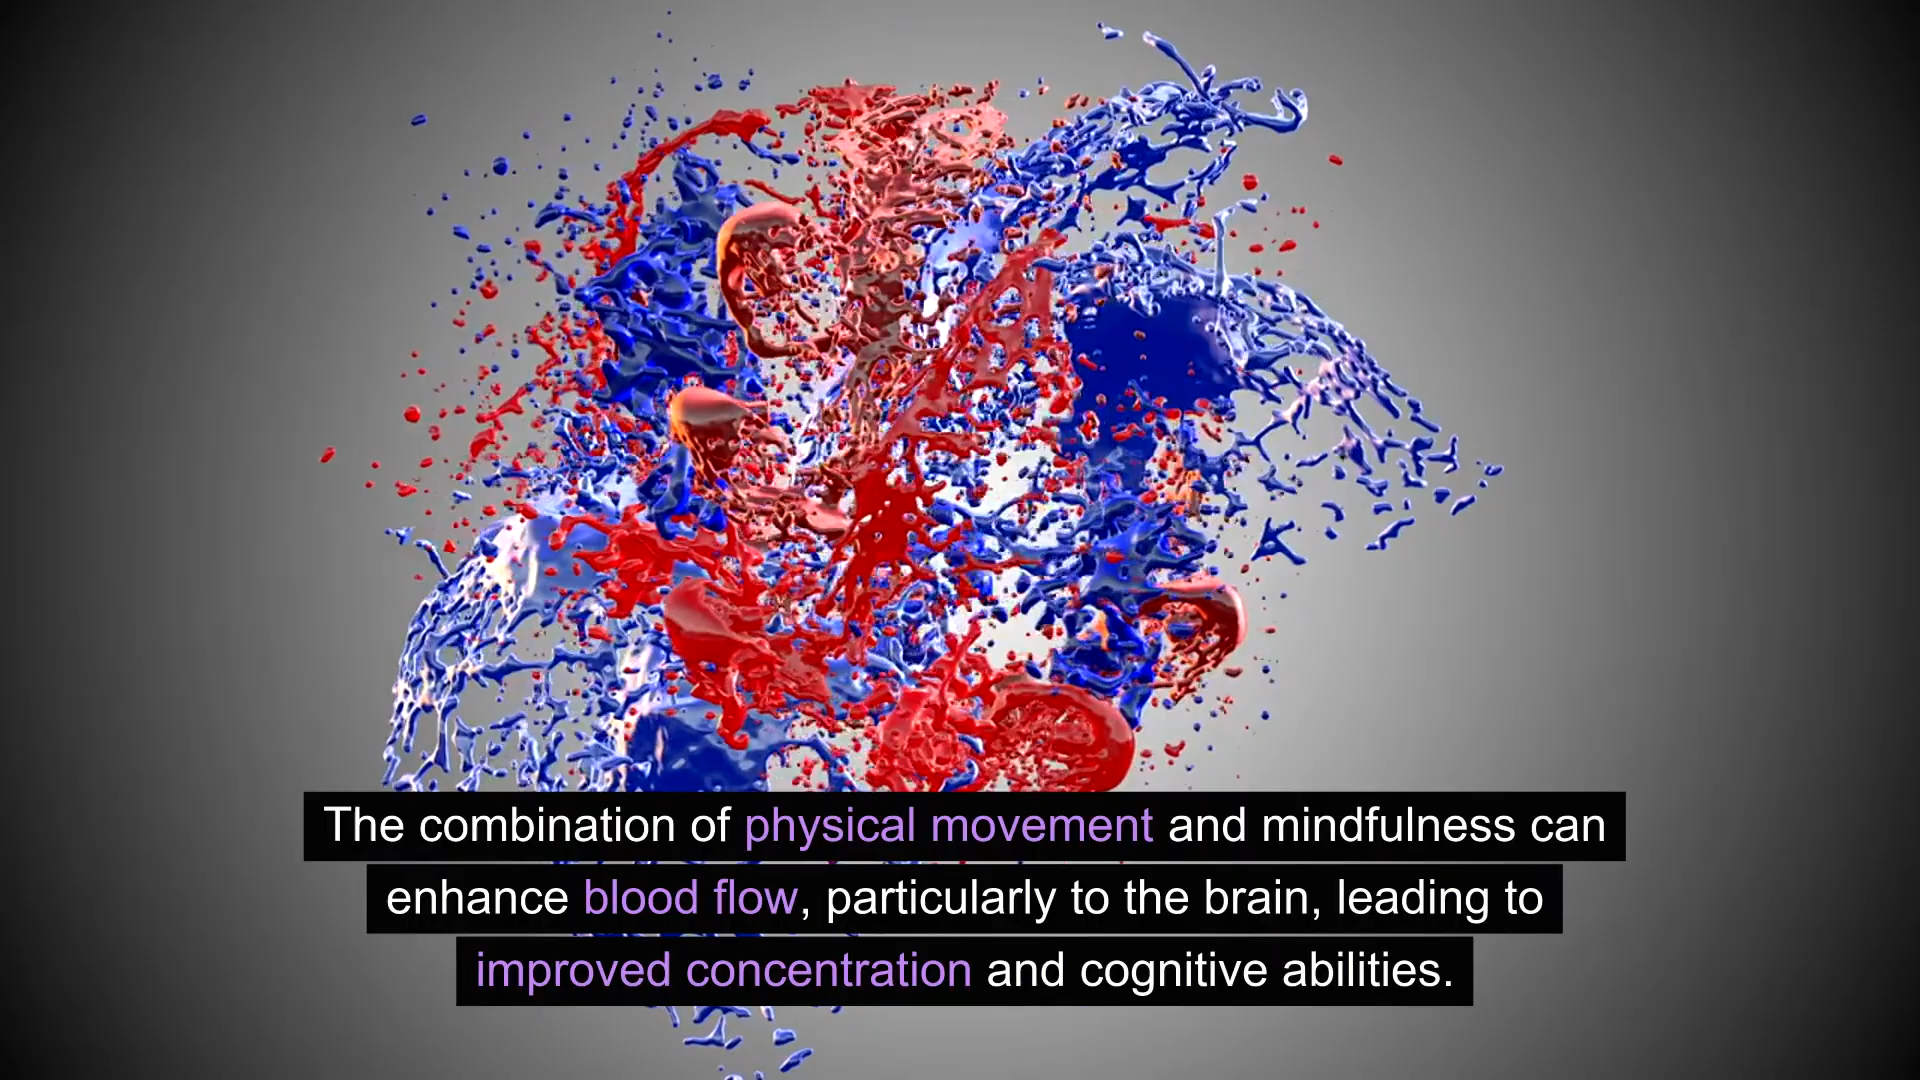 The combination of physical movement and mindfulness can
enhance blood flow, particularly to the brain, leading to
improved concentration and cognitive abilities.